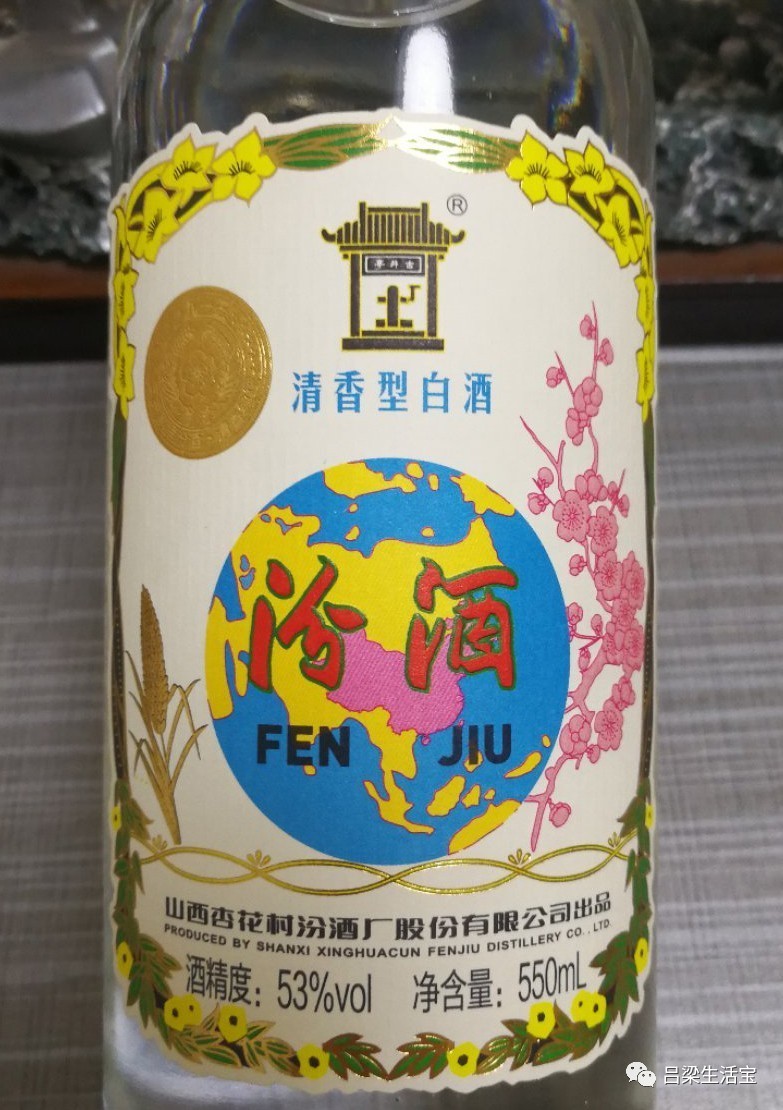 ®
亭井古
清香型白酒
汾酒
FEN JIU
山西杏花村汾酒厂股份有限公司出品
PRODUCED BY SHANXI XINGHUACUN FENJIU DISTILLERY CO., LTD.
酒精度：53%vol 净含量：550mL
吕梁生活宝